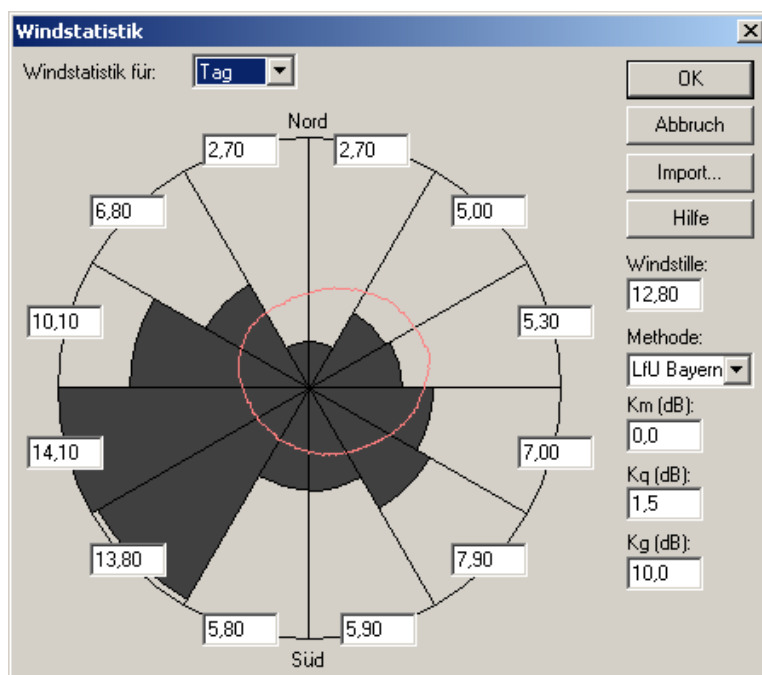 Windstatistik
Windstatistik für: Tag
OK
Abbruch
Import...
Hilfe
Nord
2,70 2,70
6,80 5,00
10,10 5,30
14,10 7,00
13,80 7,90
5,80 5,90
Süd
Windstille:
12,80
Methode:
LfU Bayern
Km (dB):
0,0
Kq (dB):
1,5
Kg (dB):
10,0